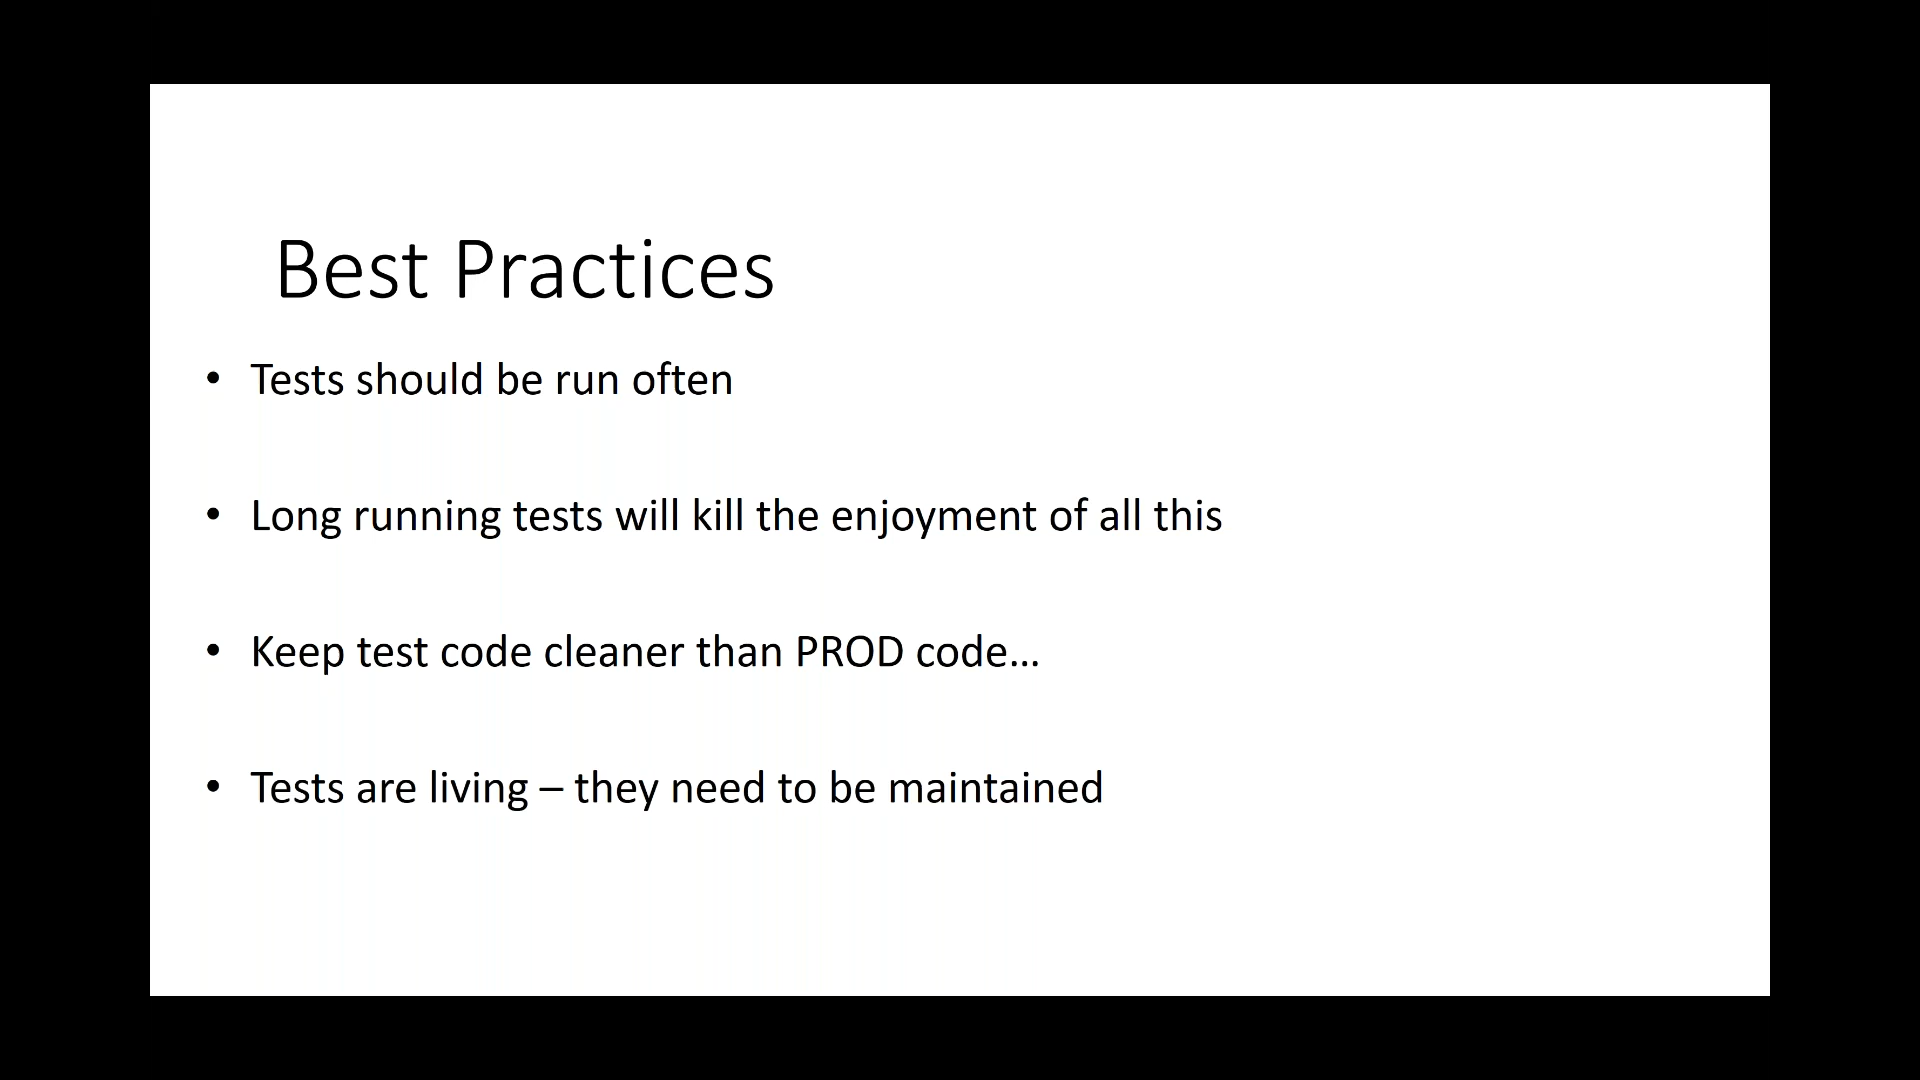 Best Practices
• Tests should be run often
• Long running tests will kill the enjoyment of all this
• Keep test code cleaner than PROD code…
• Tests are living – they need to be maintained